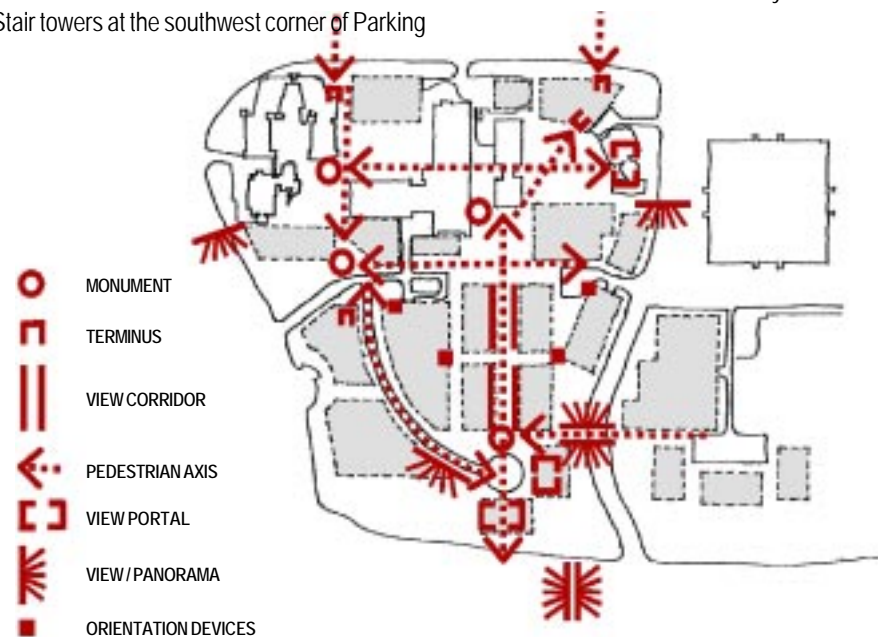 Stair towers at the southwest corner of Parking
MONUMENT
TERMINUS
VIEW CORRIDOR
PEDESTRIAN AXIS
VIEW PORTAL
VIEW / PANORAMA
ORIENTATION DEVICES